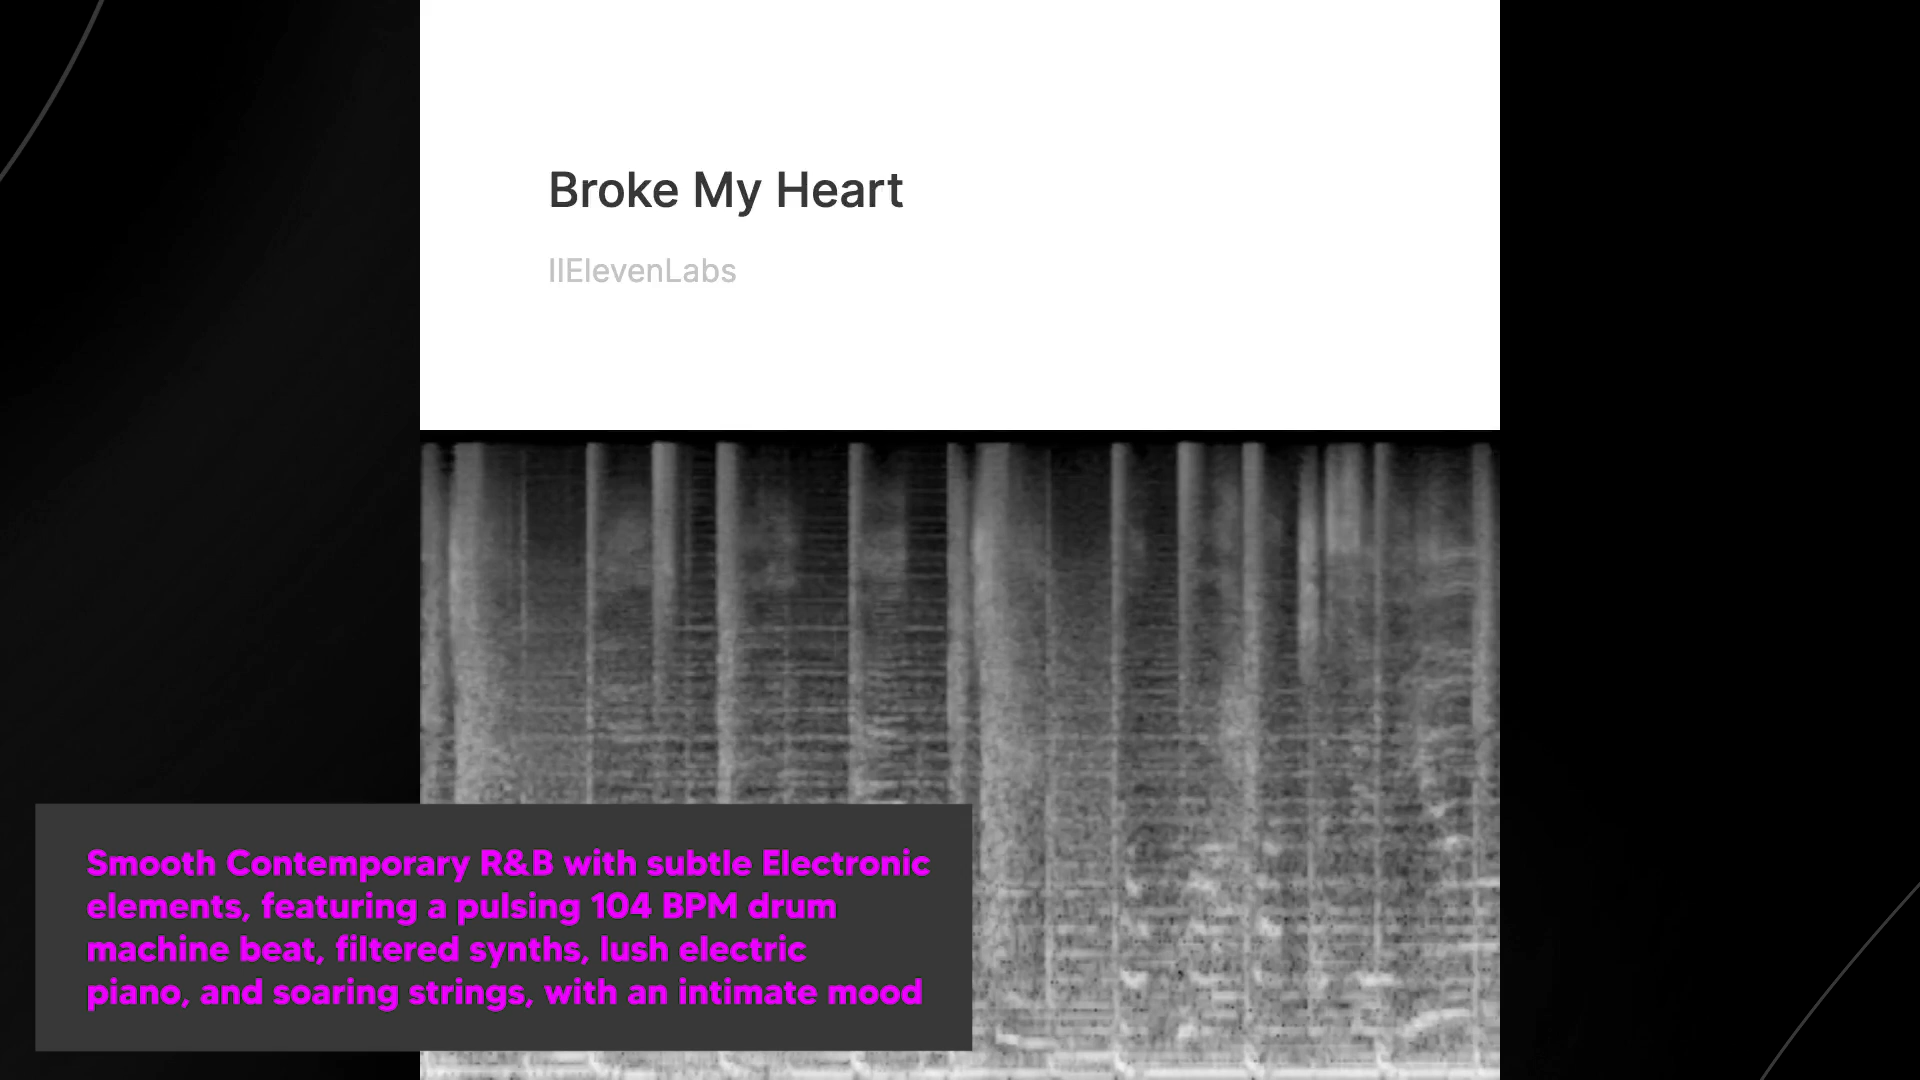 Broke My Heart
llElevenLabs
Smooth Contemporary R&B with subtle Electronic
elements, featuring a pulsing 104 BPM drum
machine beat, filtered synths, lush electric
piano, and soaring strings, with an intimate mood